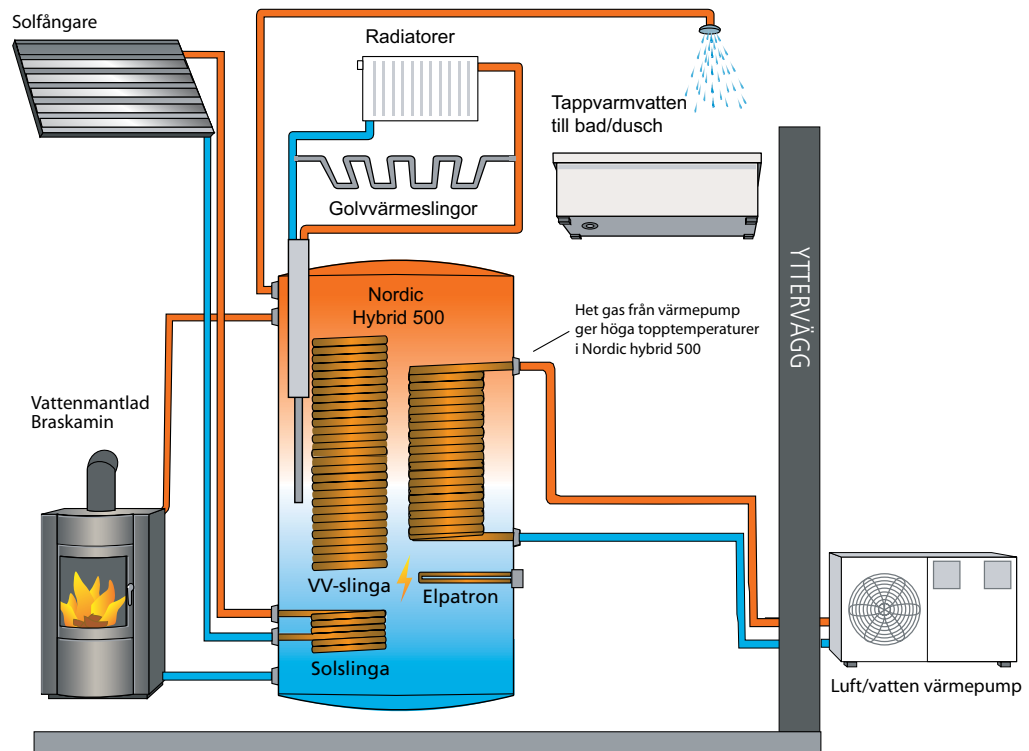 Solfångare
Radiatorer
Tappvarmvatten
till bad/dusch
Golvvärmeslingor
YTTERVÄGG
Nordic
Hybrid 500
Het gas från värmepump
ger höga topptemperaturer
i Nordic hybrid 500
Vattenmantlad
Braskamin
VV-slinga
Elpatron
Solslinga
Luft/vatten värmepump